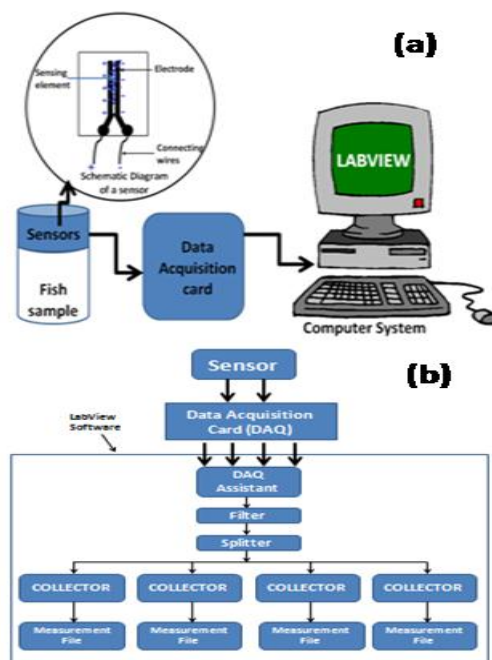 (a)
Sensing
element
Electrode
Connecting
wires
+ -
Schematic Diagram
of a sensor
LABVIEW
Sensors
Fish
sample
Data
Acquisition
card
Computer System
(b)
Sensor
LabView
Software
Data Acquisition
Card (DAQ)
DAQ
Assistant
Filter
Splitter
COLLECTOR COLLECTOR COLLECTOR COLLECTOR
Measurement Measurement Measurement Measurement
File File File File